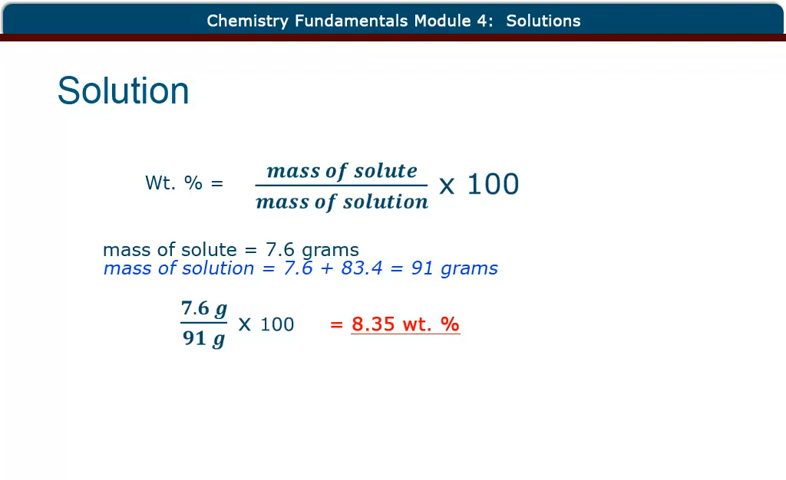 Chemistry Fundamentals Module 4: Solutions
Solution
Wt. % = mass of solute / mass of solution x 100
mass of solute = 7.6 grams
mass of solution = 7.6 + 83.4 = 91 grams
7.6 g / 91 g x 100 = 8.35 wt. %